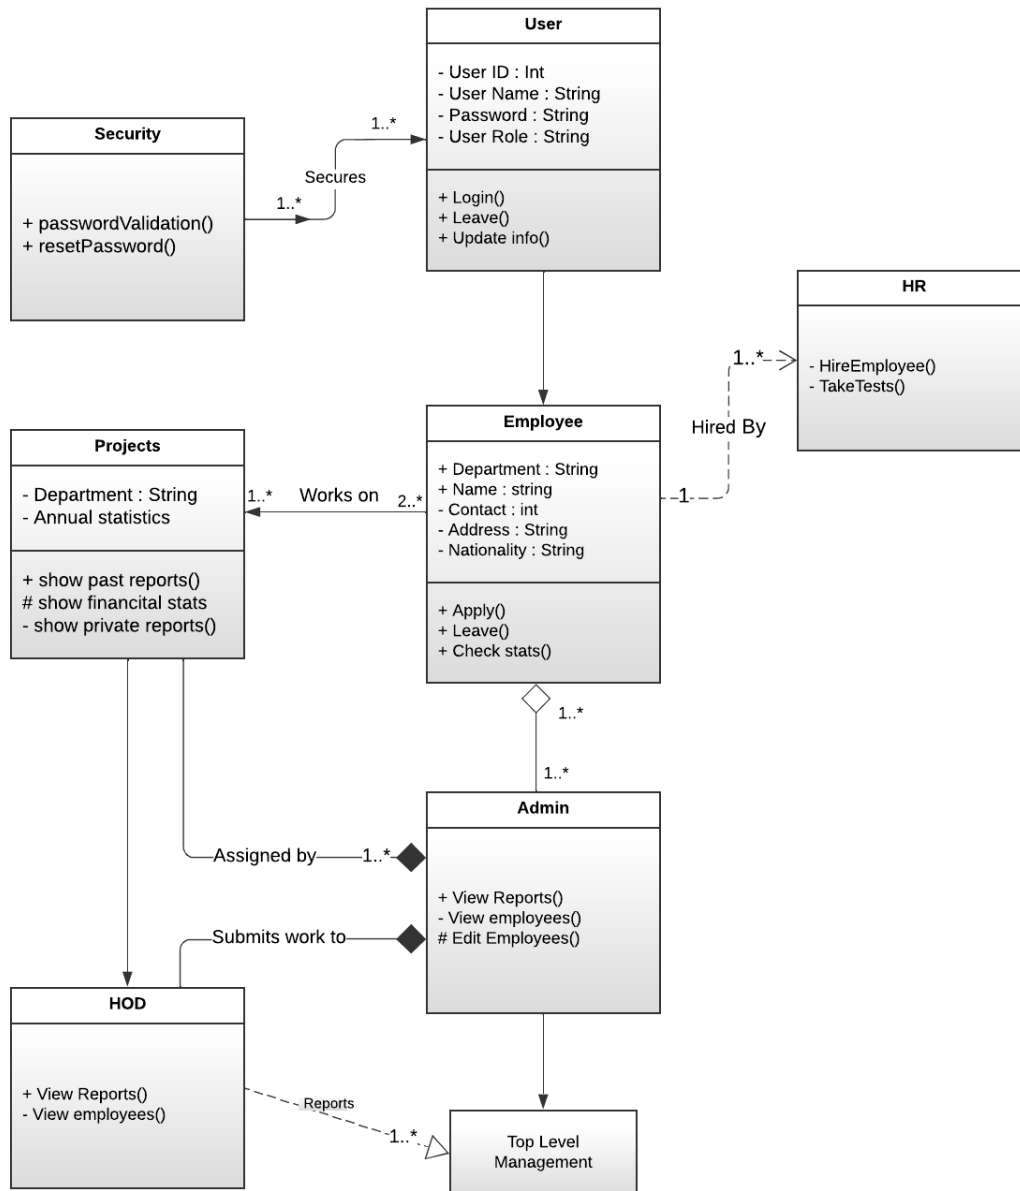 User
- User ID : Int
- User Name : String
- Password : String
- User Role : String
+ Login()
+ Leave()
+ Update info()
Security
+ passwordValidation()
+ resetPassword()
1..*
Secures
1..*
HR
- HireEmployee()
- TakeTests()
1..*
Hired By
1
Employee
+ Department : String
+ Name : string
- Contact : int
- Address : String
- Nationality : String
+ Apply()
+ Leave()
+ Check stats()
Projects
- Department : String
- Annual statistics
+ show past reports()
# show financital stats
- show private reports()
1..*
Works on
2..*
1..*
1..*
Admin
+ View Reports()
- View employees()
# Edit Employees()
Assigned by
1..*
Submits work to
HOD
+ View Reports()
- View employees()
Reports
1..*
Top Level
Management